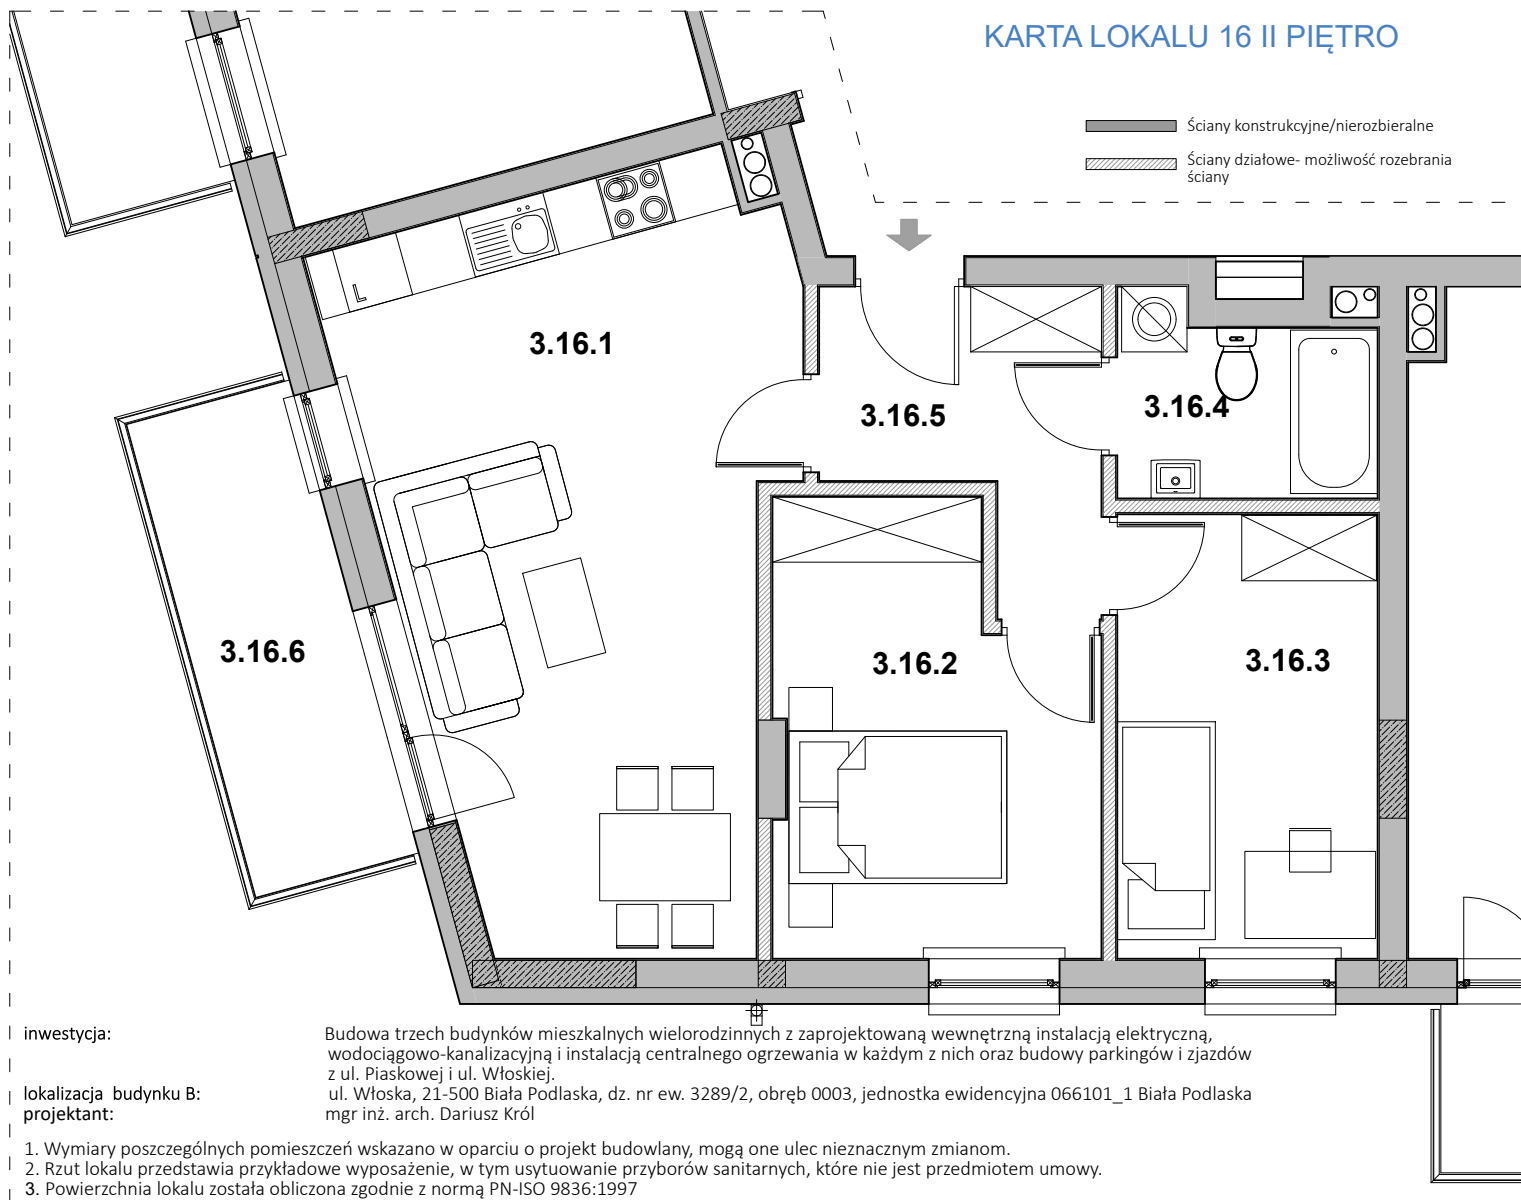 KARTA LOKALU 16 II PIĘTRO
Ściany konstrukcyjne/nierozbieralne
Ściany działowe- możliwość rozebrania
ściany
L
3.16.1
3.16.5
3.16.4
3.16.6
3.16.2
3.16.3
inwestycja: Budowa trzech budynków mieszkalnych wielorodzinnych z zaprojektowaną wewnętrzną instalacją elektryczną,
wodociągowo-kanalizacyjną i instalacją centralnego ogrzewania w każdym z nich oraz budowy parkingów i zjazdów
z ul. Piaskowej i ul. Włoskiej.
lokalizacja budynku B: ul. Włoska, 21-500 Biała Podlaska, dz. nr ew. 3289/2, obręb 0003, jednostka ewidencyjna 066101_1 Biała Podlaska
projektant: mgr inż. arch. Dariusz Król
1. Wymiary poszczególnych pomieszczeń wskazano w oparciu o projekt budowlany, mogą one ulec nieznacznym zmianom.
2. Rzut lokalu przedstawia przykładowe wyposażenie, w tym usytuowanie przyborów sanitarnych, które nie jest przedmiotem umowy.
3. Powierzchnia lokalu została obliczona zgodnie z normą PN-ISO 9836:1997